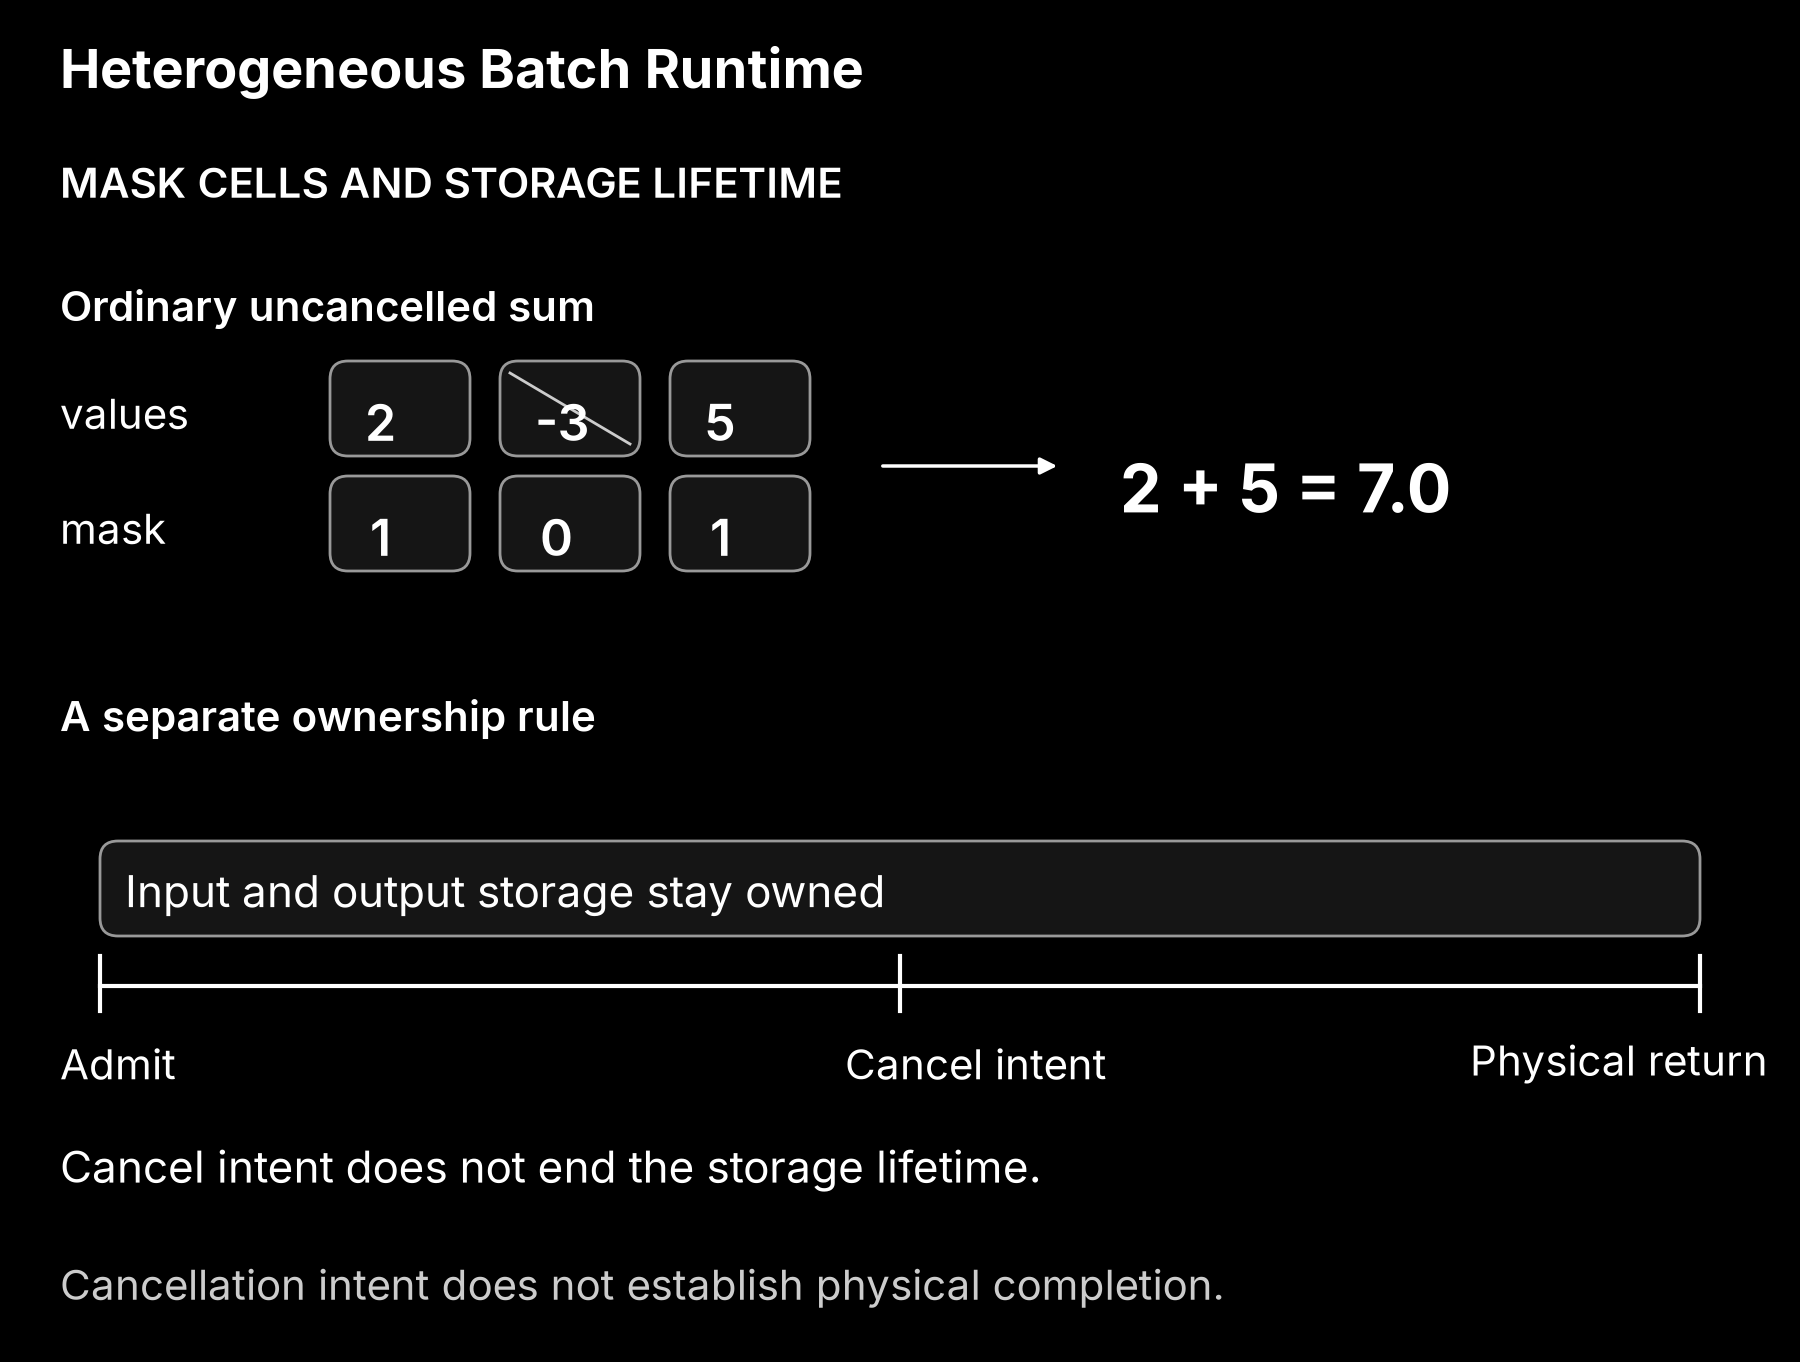 Heterogeneous Batch Runtime
MASK CELLS AND STORAGE LIFETIME
Ordinary uncancelled sum
values 2 -3 5
mask 1 0 1
2 + 5 = 7.0
A separate ownership rule
Input and output storage stay owned
Admit Cancel intent Physical return
Cancel intent does not end the storage lifetime.
Cancellation intent does not establish physical completion.